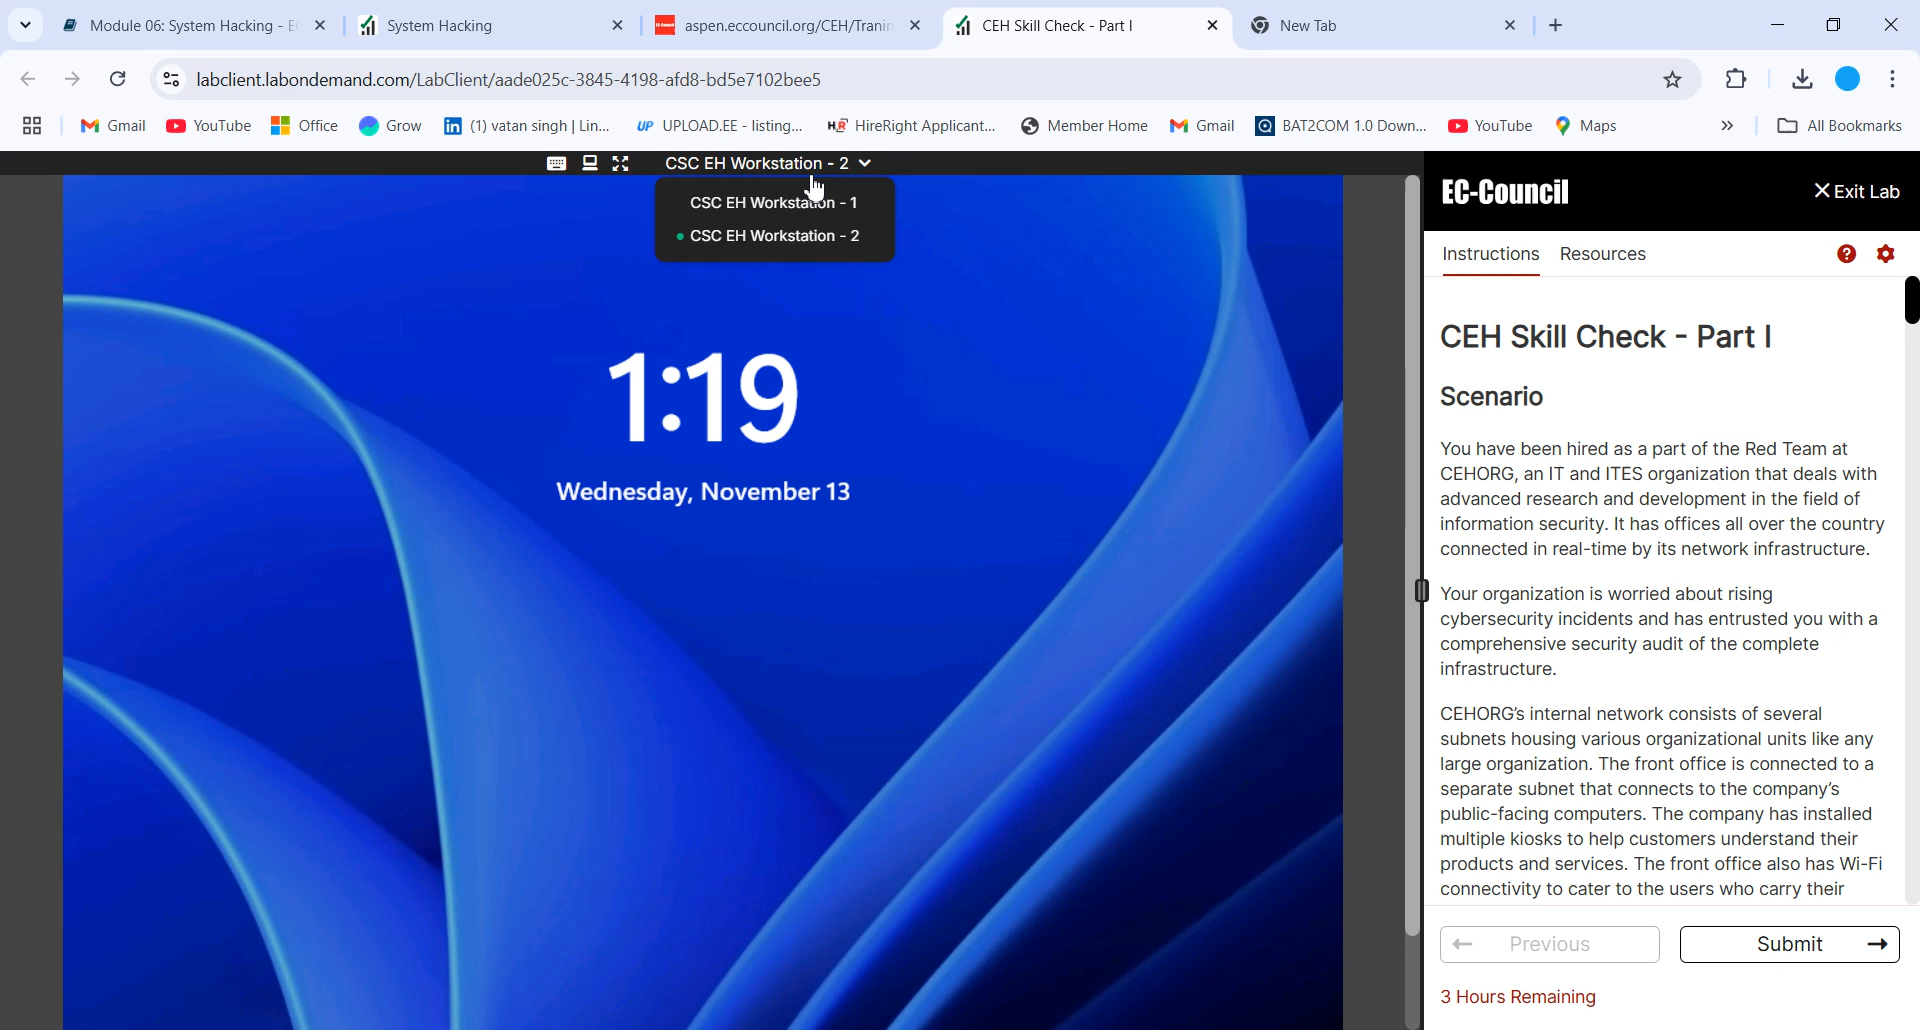 Module 06: System Hacking - E
System Hacking
aspen.eccouncil.org/CEH/Tranin
CEH Skill Check - Part I
New Tab
labclient.labondemand.com/LabClient/aade025c-3845-4198-afd8-bd5e7102bee5
Gmail
YouTube
Office
Grow
(1) vatan singh | Lin...
UPLOAD.EE - listing...
HireRight Applicant...
Member Home
Gmail
BAT2COM 1.0 Down...
YouTube
Maps
All Bookmarks
CSC EH Workstation - 2
CSC EH Workstation - 1
CSC EH Workstation - 2
1:19
Wednesday, November 13
EC-Council
Exit Lab
Instructions
Resources
CEH Skill Check - Part I
Scenario
You have been hired as a part of the Red Team at
CEHORG, an IT and ITES organization that deals with
advanced research and development in the field of
information security. It has offices all over the country
connected in real-time by its network infrastructure.
Your organization is worried about rising
cybersecurity incidents and has entrusted you with a
comprehensive security audit of the complete
infrastructure.
CEHORG's internal network consists of several
subnets housing various organizational units like any
large organization. The front office is connected to a
separate subnet that connects to the company's
public-facing computers. The company has installed
multiple kiosks to help customers understand their
products and services. The front office also has Wi-Fi
connectivity to cater to the users who carry their
Previous
Submit
3 Hours Remaining